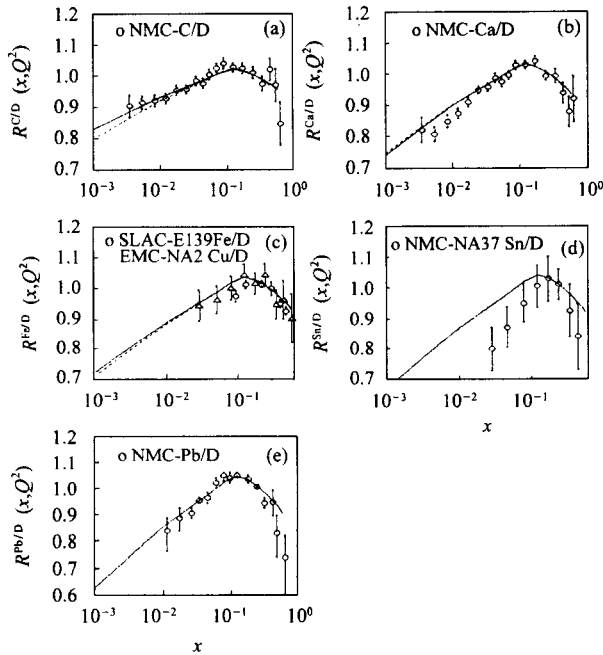 (a)
o NMC-C/D
R^{C/D} (x,Q^2)
1.2
1.1
1.0
0.9
0.8
0.7
10^{-3} 10^{-2} 10^{-1} 10^{0}
(b)
o NMC-Ca/D
R^{Ca/D} (x,Q^2)
1.2
1.1
1.0
0.9
0.8
0.7
10^{-3} 10^{-2} 10^{-1} 10^{0}
(c)
o SLAC-E139Fe/D
EMC-NA2 Cu/D
R^{Fe/D} (x,Q^2)
1.2
1.1
1.0
0.9
0.8
0.7
10^{-3} 10^{-2} 10^{-1} 10^{0}
(d)
o NMC-NA37 Sn/D
R^{Sn/D} (x,Q^2)
1.2
1.1
1.0
0.9
0.8
0.7
10^{-3} 10^{-2} 10^{-1} 10^{0}
x
(e)
o NMC-Pb/D
R^{Pb/D} (x,Q^2)
1.2
1.1
1.0
0.9
0.8
0.7
0.6
10^{-3} 10^{-2} 10^{-1} 10^{0}
x